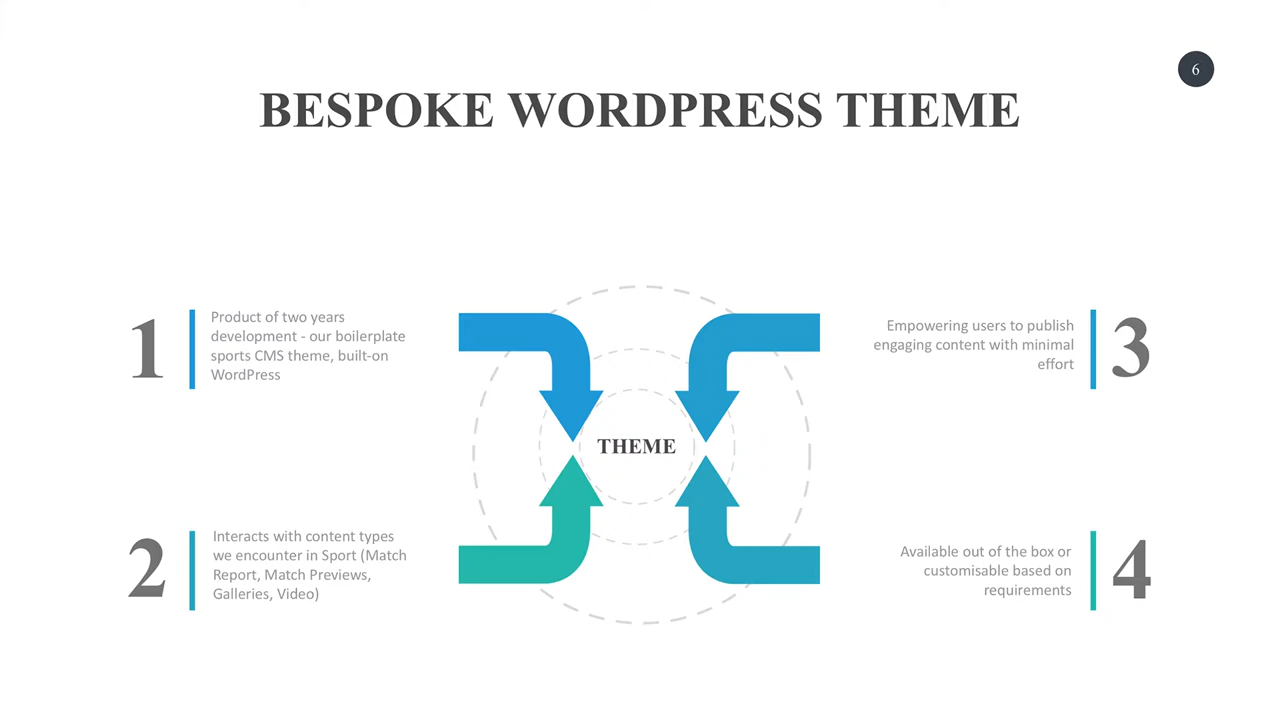 6
BESPOKE WORDPRESS THEME
1
Product of two years
development - our boilerplate
sports CMS theme, built-on
WordPress
2
Interacts with content types
we encounter in Sport (Match
Report, Match Previews,
Galleries, Video)
THEME
Empowering users to publish
engaging content with minimal
effort
3
Available out of the box or
customisable based on
requirements
4